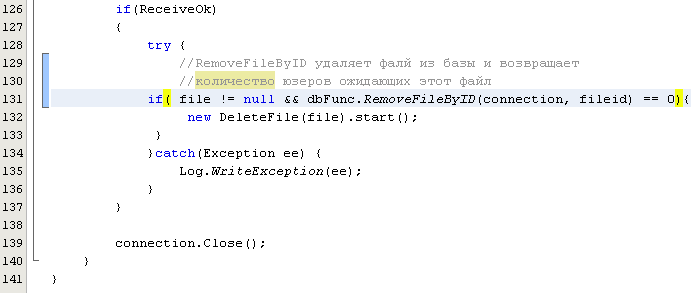 126 if(ReceiveOk)
127 {
128 try {
129 //RemoveFileByID удаляет фалй из базы и возвращает
130 //количество юзеров ожидающих этот файл
131 if( file != null && dbFunc.RemoveFileByID(connection, fileid) == 0){
132 new DeleteFile(file).start();
133 }
134 }catch(Exception ee) {
135 Log.WriteException(ee);
136 }
137 }
138
139 connection.Close();
140 }
141 }